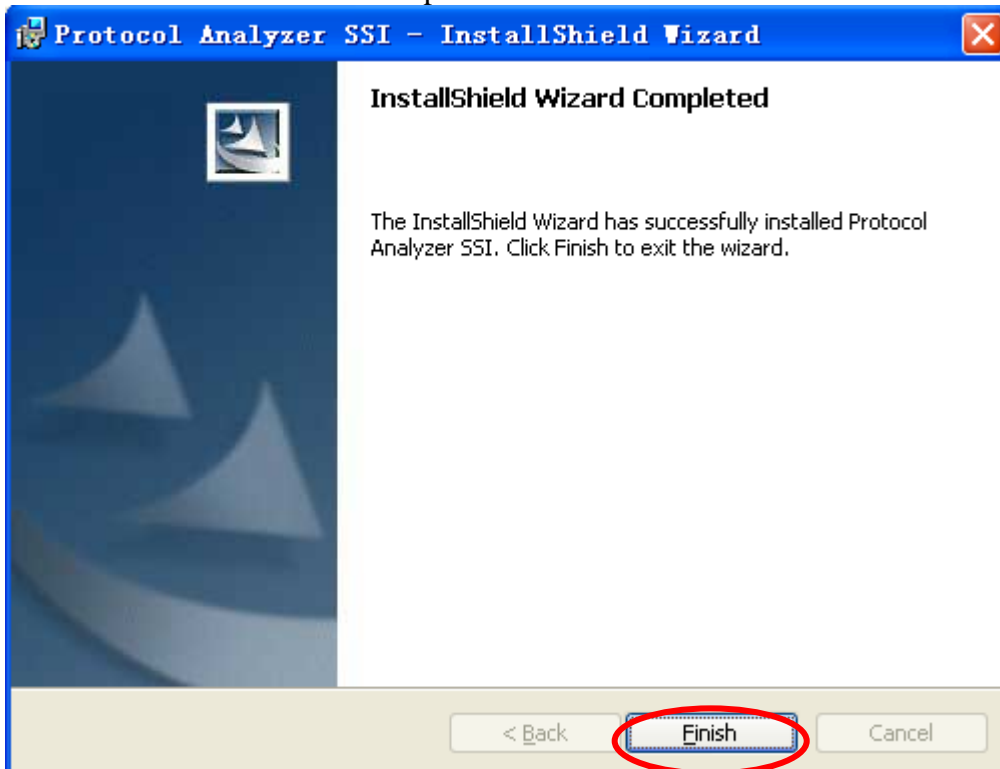 Protocol Analyzer SSI - InstallShield Wizard
InstallShield Wizard Completed
The InstallShield Wizard has successfully installed Protocol
Analyzer SSI. Click Finish to exit the wizard.
< Back
Finish
Cancel